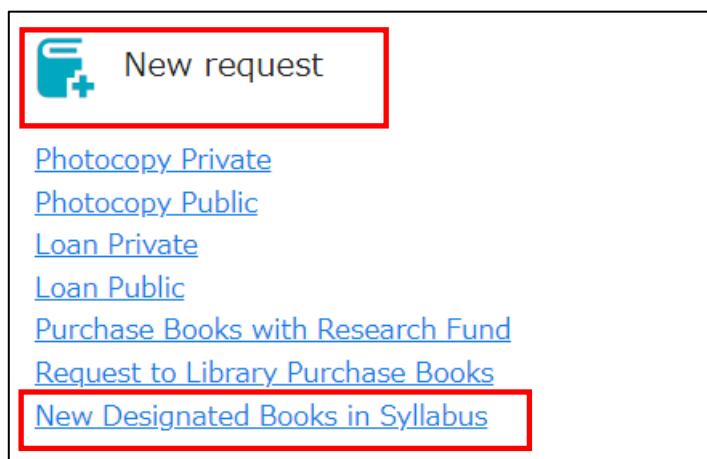 New request
Photocopy Private
Photocopy Public
Loan Private
Loan Public
Purchase Books with Research Fund
Request to Library Purchase Books
New Designated Books in Syllabus